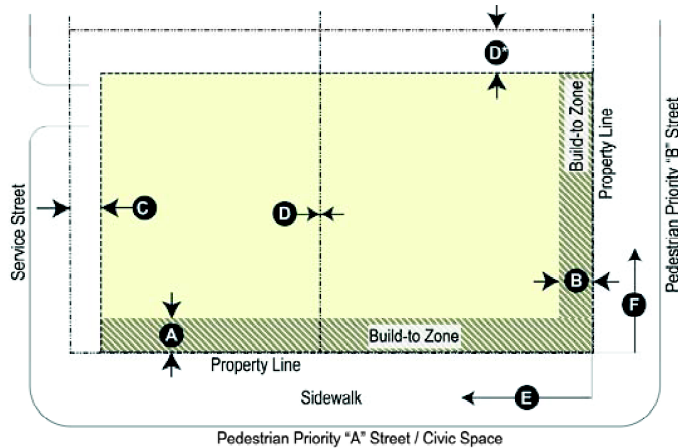 D*
Build-to Zone
Property Line
Pedestrian Priority “B” Street
Service Street
C
D
B
F
A
Build-to Zone
Property Line
Sidewalk
E
Pedestrian Priority “A” Street / Civic Space